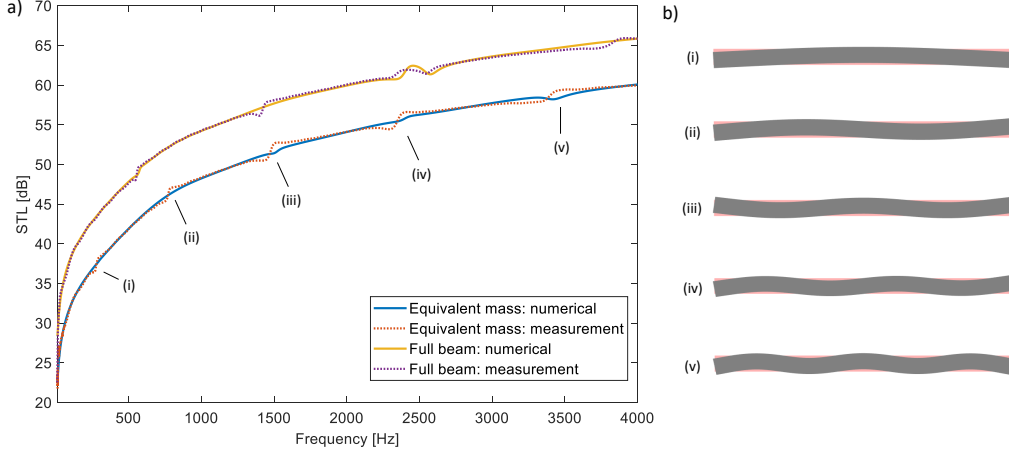 a)
70
65
60
55
50
45
40
35
30
25
20
STL [dB]
500
1000
1500
2000
2500
3000
3500
4000
Frequency [Hz]
(i)
(ii)
(iii)
(iv)
(v)
Equivalent mass: numerical
Equivalent mass: measurement
Full beam: numerical
Full beam: measurement
b)
(i)
(ii)
(iii)
(iv)
(v)